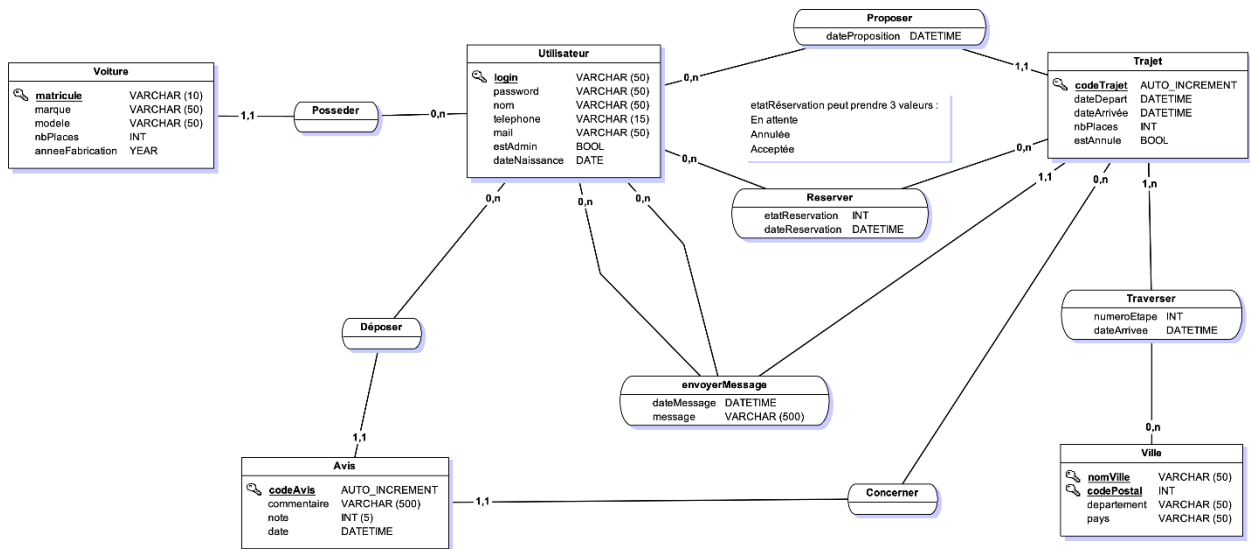 Proposer
dateProposition DATETIME
Utilisateur
login VARCHAR (50)
password VARCHAR (50)
nom VARCHAR (50)
telephone VARCHAR (15)
mail VARCHAR (50)
estAdmin BOOL
dateNaissance DATE
Trajet
codeTrajet AUTO_INCREMENT
dateDepart DATETIME
dateArrivée DATETIME
nbPlaces INT
estAnnule BOOL
Voiture
matricule VARCHAR (10)
marque VARCHAR (50)
modele VARCHAR (50)
nbPlaces INT
anneeFabrication YEAR
1,1
Posseder
0,n
0,n
1,1
etatRéservation peut prendre 3 valeurs :
En attente
Annulée
Acceptée
0,n
0,n
Reserver
etatReservation INT
dateReservation DATETIME
0,n
0,n
0,n
1,1
0,n
1,n
Déposer
Traverser
numeroEtape INT
dateArrivee DATETIME
envoyerMessage
dateMessage DATETIME
message VARCHAR (500)
1,1
0,n
Avis
codeAvis AUTO_INCREMENT
commentaire VARCHAR (500)
note INT (5)
date DATETIME
1,1
Concerner
Ville
nomVille VARCHAR (50)
codePostal INT
departement VARCHAR (50)
pays VARCHAR (50)